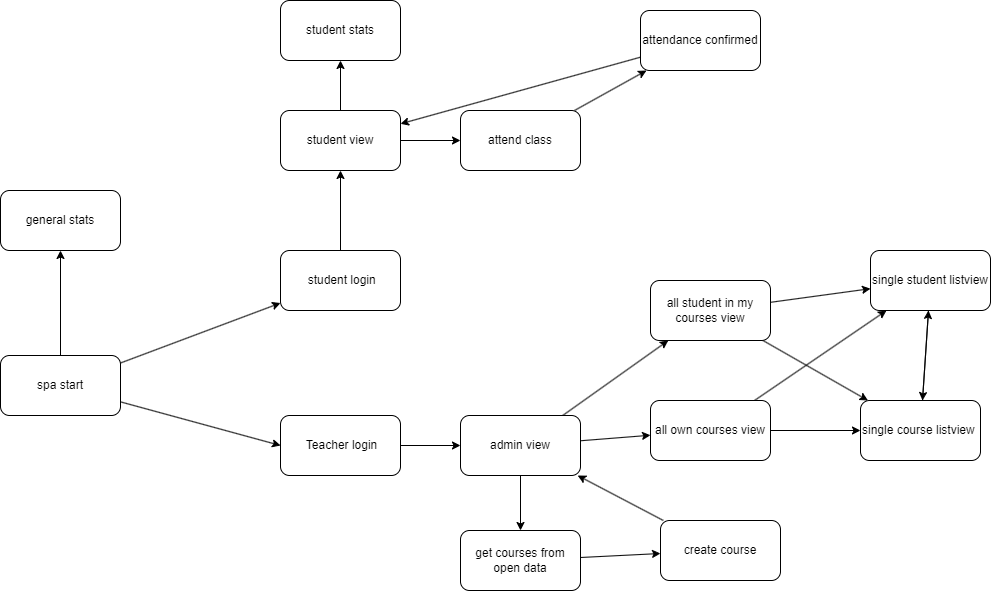 student stats
attendance confirmed
student view
attend class
general stats
student login
single student listview
all student in my
courses view
spa start
Teacher login
admin view
all own courses view
single course listview
get courses from
open data
create course